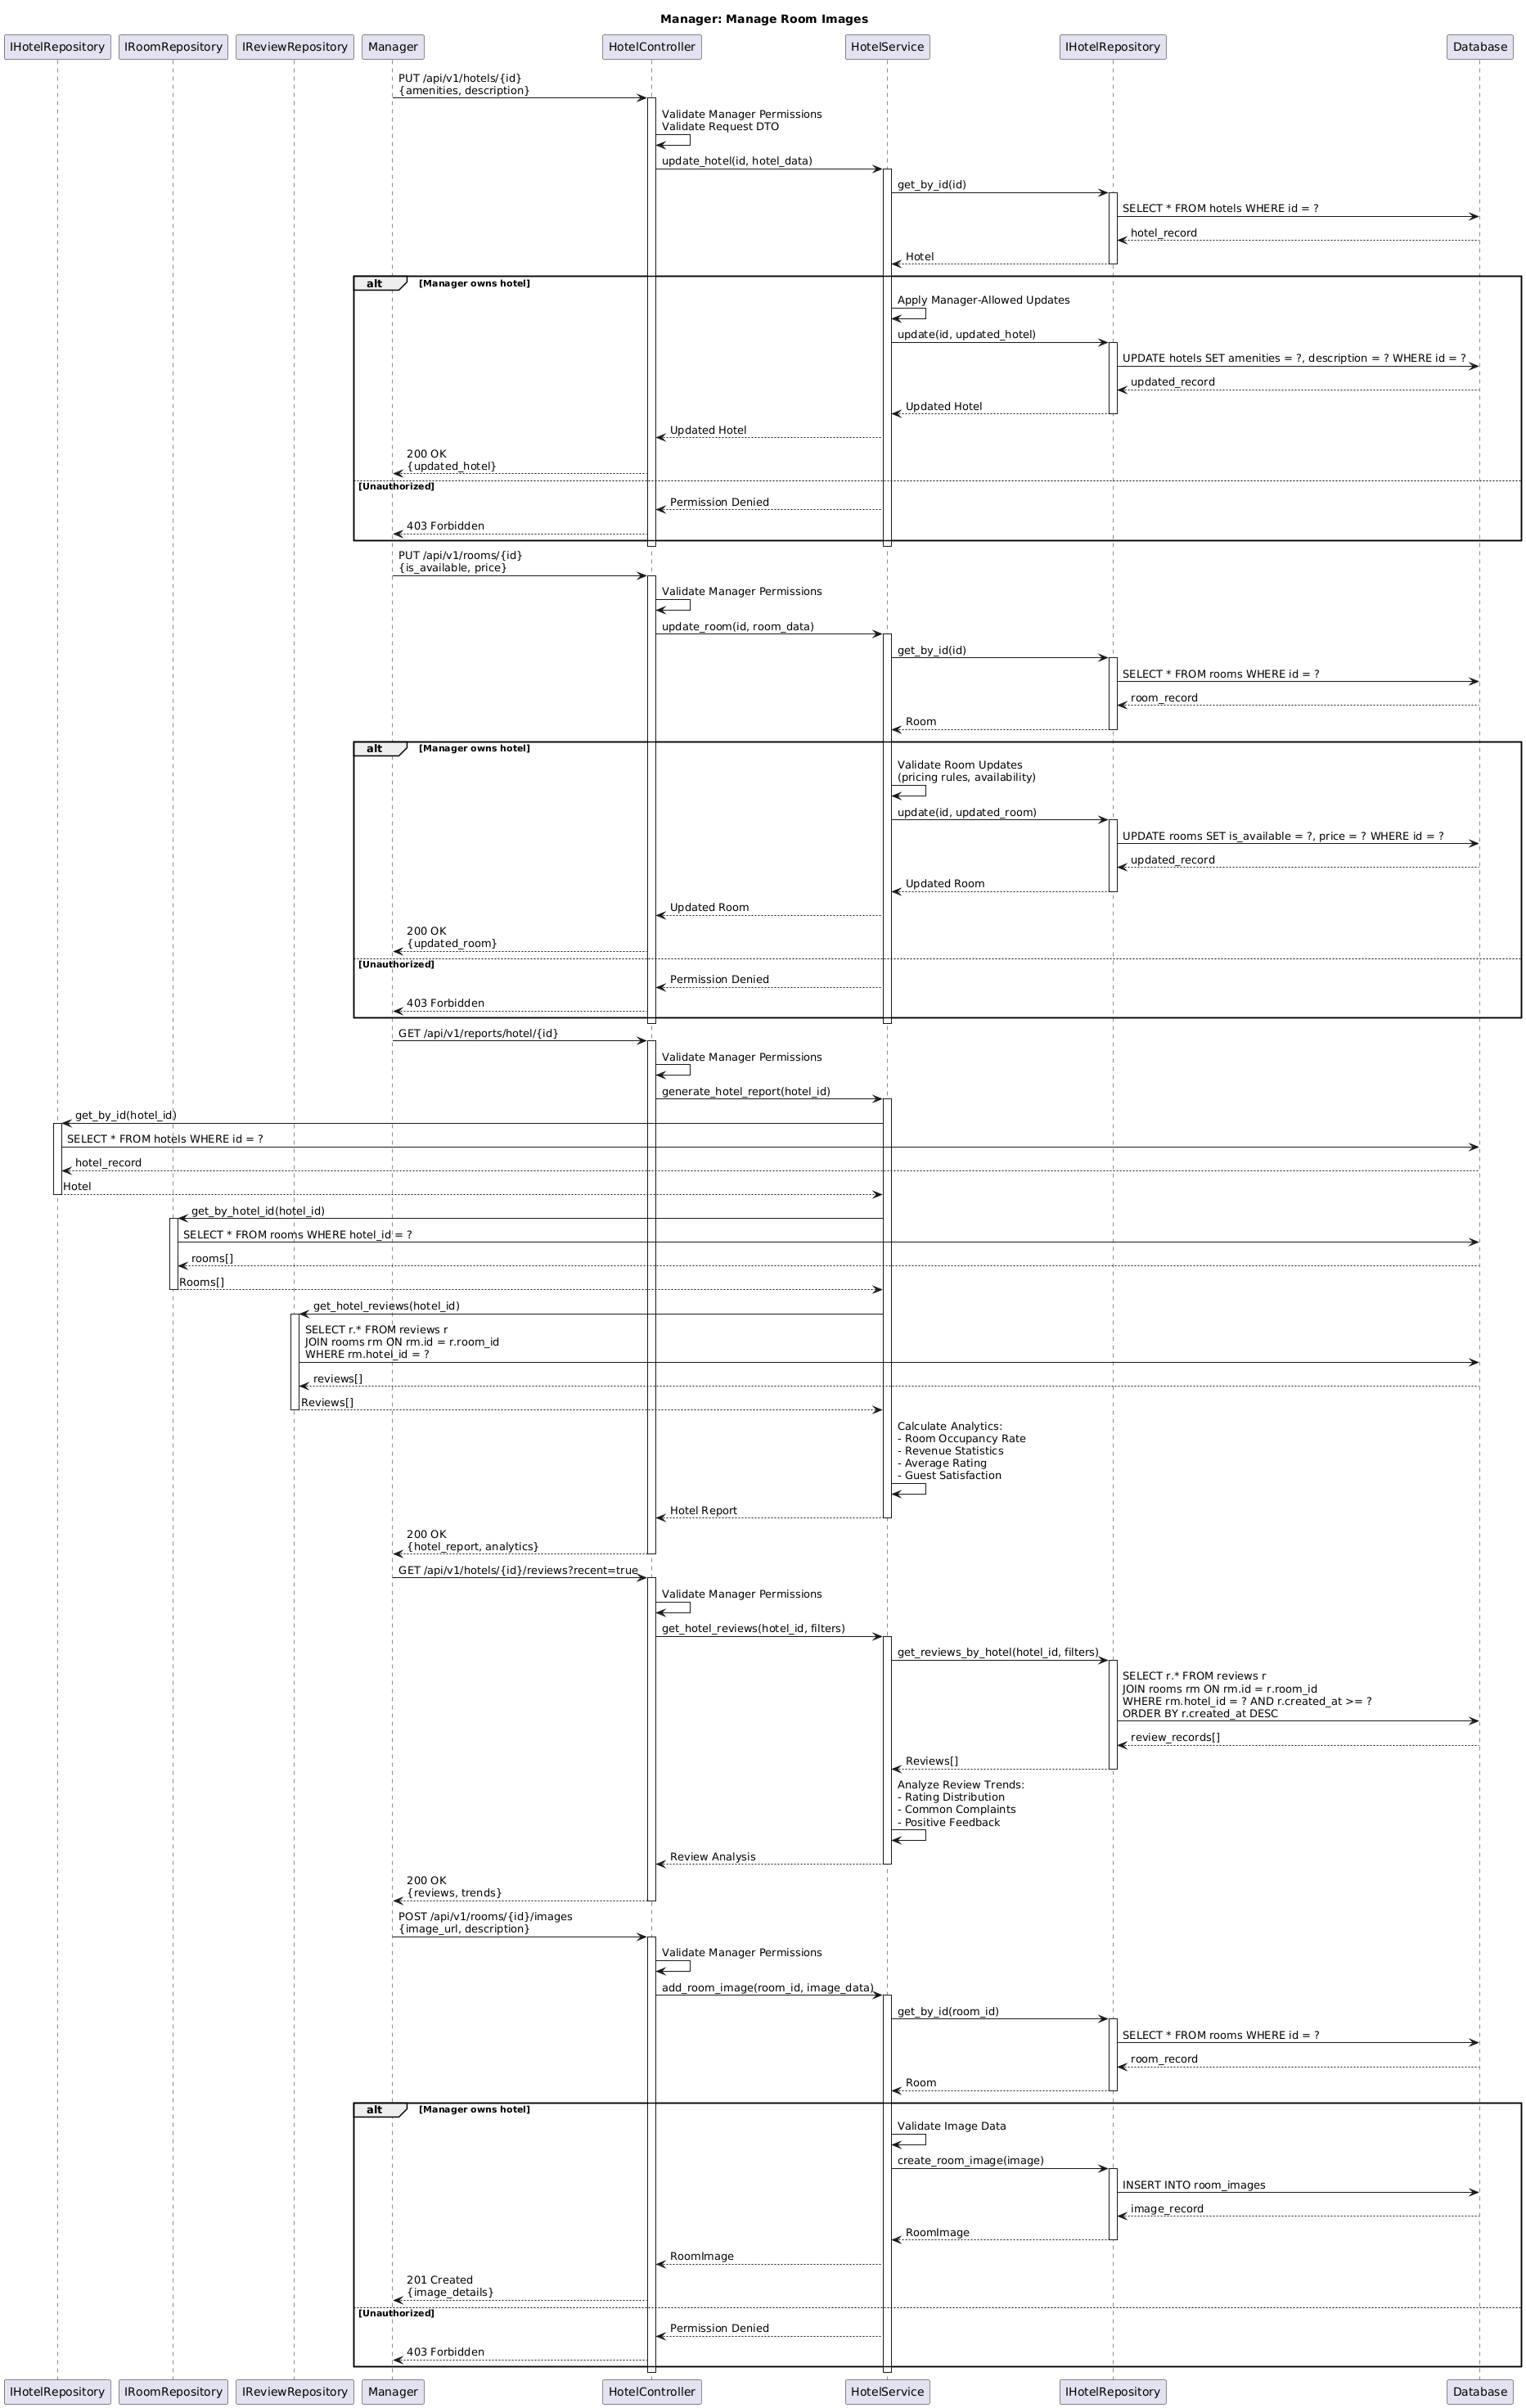 Manager: Manage Room Images
IHotelRepository
IRoomRepository
IReviewRepository
Manager
HotelController
HotelService
IHotelRepository
Database
PUT /api/v1/hotels/{id}
{amenities, description}
Validate Manager Permissions
Validate Request DTO
update_hotel(id, hotel_data)
get_by_id(id)
SELECT * FROM hotels WHERE id = ?
hotel_record
Hotel
alt
[Manager owns hotel]
Apply Manager-Allowed Updates
update(id, updated_hotel)
UPDATE hotels SET amenities = ?, description = ? WHERE id = ?
updated_record
Updated Hotel
Updated Hotel
200 OK
{updated_hotel}
[Unauthorized]
Permission Denied
403 Forbidden
PUT /api/v1/rooms/{id}
{is_available, price}
Validate Manager Permissions
update_room(id, room_data)
get_by_id(id)
SELECT * FROM rooms WHERE id = ?
room_record
Room
alt
[Manager owns hotel]
Validate Room Updates
(pricing rules, availability)
update(id, updated_room)
UPDATE rooms SET is_available = ?, price = ? WHERE id = ?
updated_record
Updated Room
Updated Room
200 OK
{updated_room}
[Unauthorized]
Permission Denied
403 Forbidden
GET /api/v1/reports/hotel/{id}
Validate Manager Permissions
generate_hotel_report(hotel_id)
get_by_id(hotel_id)
SELECT * FROM hotels WHERE id = ?
hotel_record
Hotel
get_by_hotel_id(hotel_id)
SELECT * FROM rooms WHERE hotel_id = ?
rooms[]
Rooms[]
get_hotel_reviews(hotel_id)
SELECT r.* FROM reviews r
JOIN rooms rm ON rm.id = r.room_id
WHERE rm.hotel_id = ?
reviews[]
Reviews[]
Calculate Analytics:
- Room Occupancy Rate
- Revenue Statistics
- Average Rating
- Guest Satisfaction
Hotel Report
200 OK
{hotel_report, analytics}
GET /api/v1/hotels/{id}/reviews?recent=true
Validate Manager Permissions
get_hotel_reviews(hotel_id, filters)
get_reviews_by_hotel(hotel_id, filters)
SELECT r.* FROM reviews r
JOIN rooms rm ON rm.id = r.room_id
WHERE rm.hotel_id = ? AND r.created_at >= ?
ORDER BY r.created_at DESC
review_records[]
Reviews[]
Analyze Review Trends:
- Rating Distribution
- Common Complaints
- Positive Feedback
Review Analysis
200 OK
{reviews, trends}
POST /api/v1/rooms/{id}/images
{image_url, description}
Validate Manager Permissions
add_room_image(room_id, image_data)
get_by_id(room_id)
SELECT * FROM rooms WHERE id = ?
room_record
Room
alt
[Manager owns hotel]
Validate Image Data
create_room_image(image)
INSERT INTO room_images
image_record
RoomImage
RoomImage
201 Created
{image_details}
[Unauthorized]
Permission Denied
403 Forbidden
IHotelRepository
IRoomRepository
IReviewRepository
Manager
HotelController
HotelService
IHotelRepository
Database